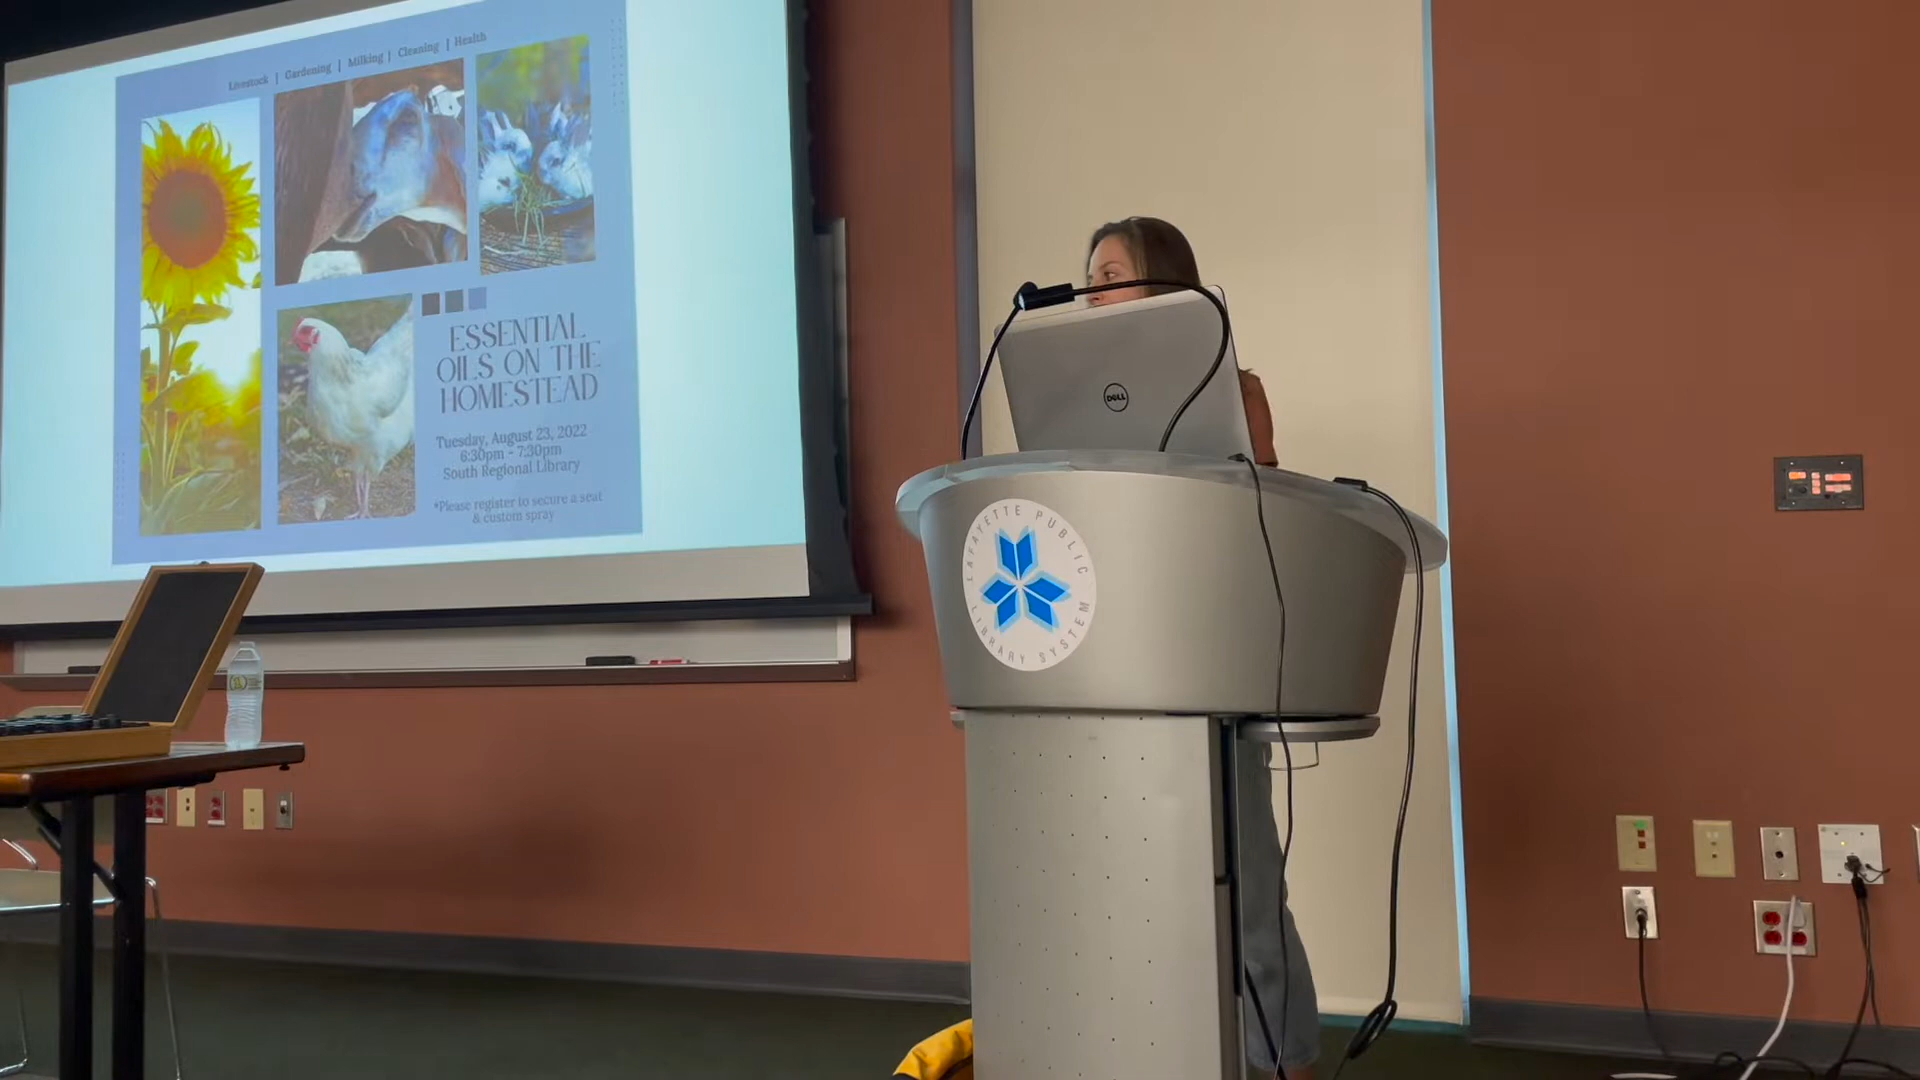 Livestock | Gardening | Milking | Cleaning | Health
ESSENTIAL
OILS ON THE
HOMESTEAD
Tuesday, August 23, 2022
6:30pm - 7:30pm
South Regional Library
*Please register to secure a seat
& custom spray
DELL
LAFAYETTE PUBLIC
LIBRARY SYSTEM